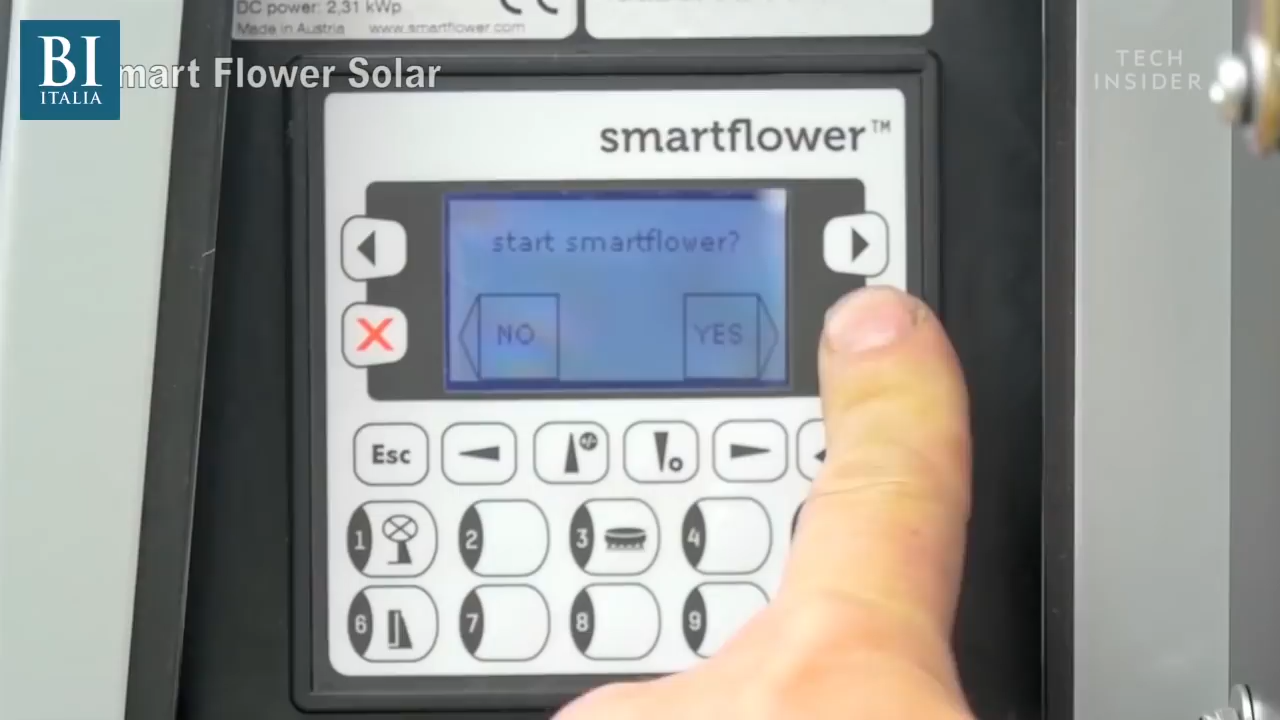 DC power: 2,31 kWp
Made in Austria www.smartflower.com
CE
BI
ITALIA
mart Flower Solar
TECH
INSIDER
smartflower™
start smartflower?
NO
YES
Esc
+/-
1
2
3
4
6
7
8
9